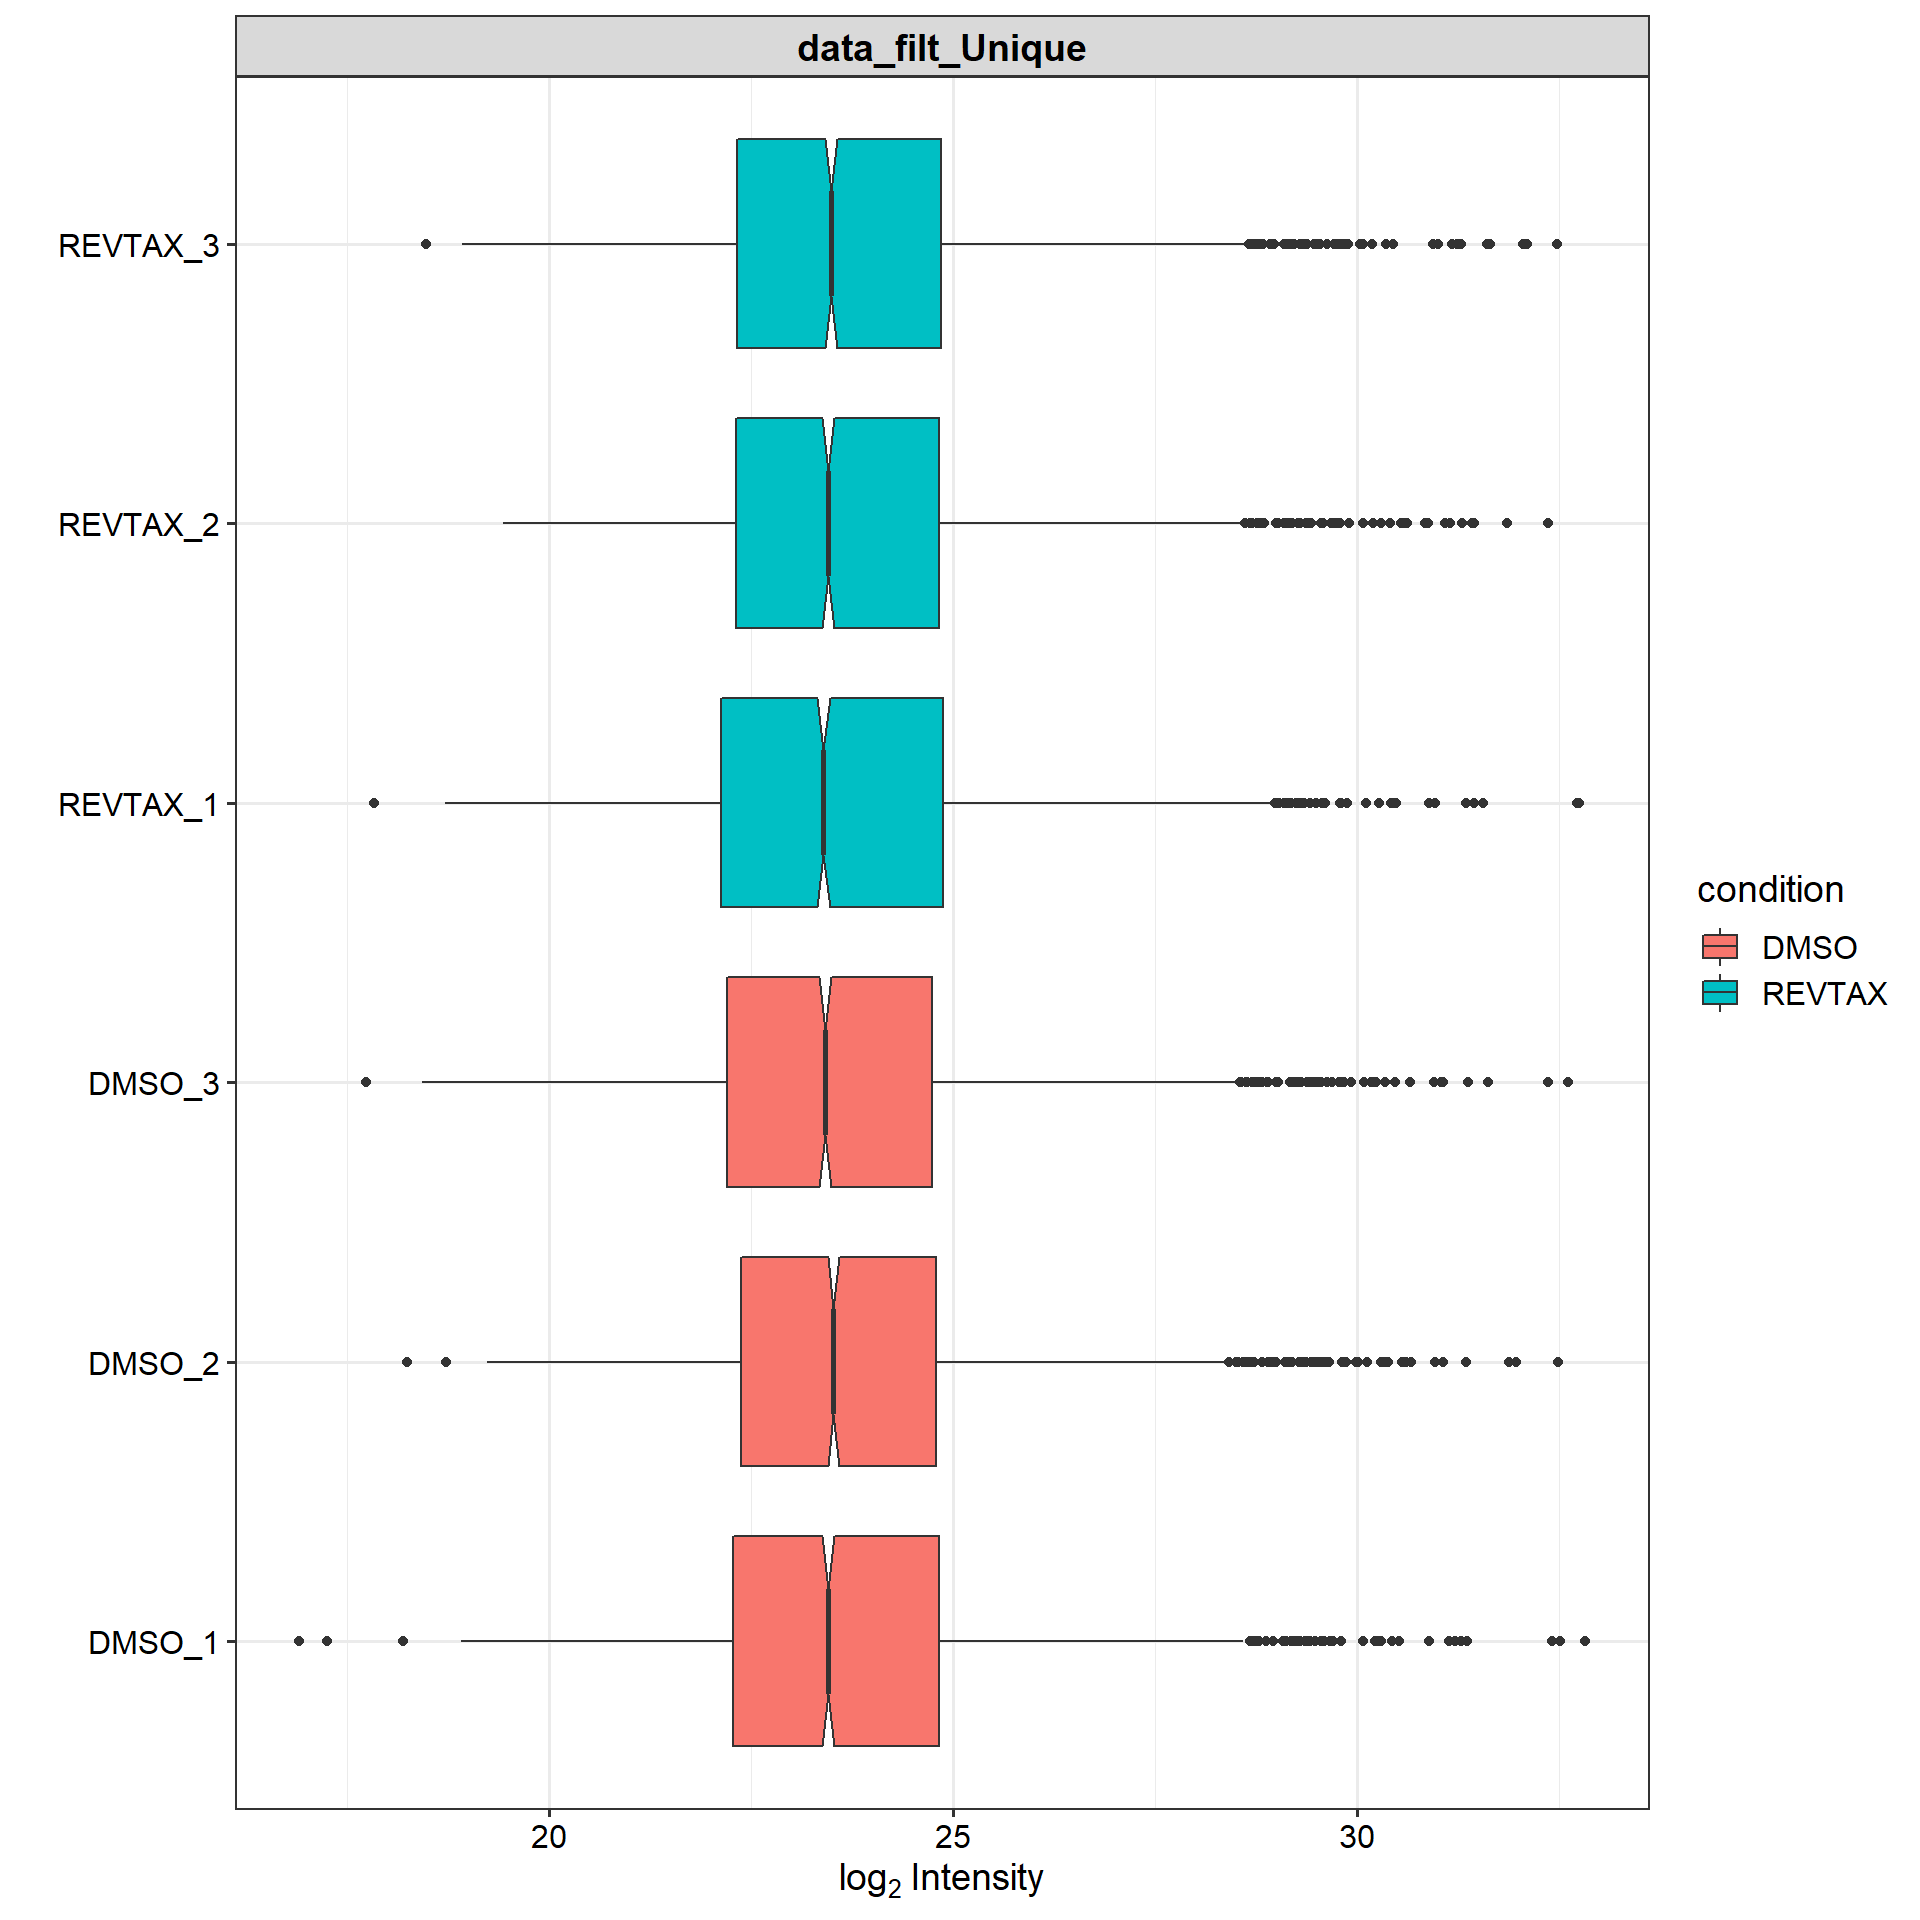 data_filt_Unique
REVTAX_3
REVTAX_2
REVTAX_1
DMSO_3
DMSO_2
DMSO_1
20 25 30
log2 Intensity
condition
DMSO
REVTAX